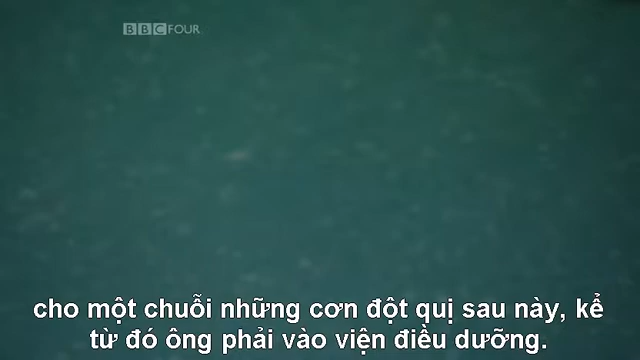 BBC FOUR
cho một chuỗi những cơn đột quị sau này, kể
từ đó ông phải vào viện điều dưỡng.